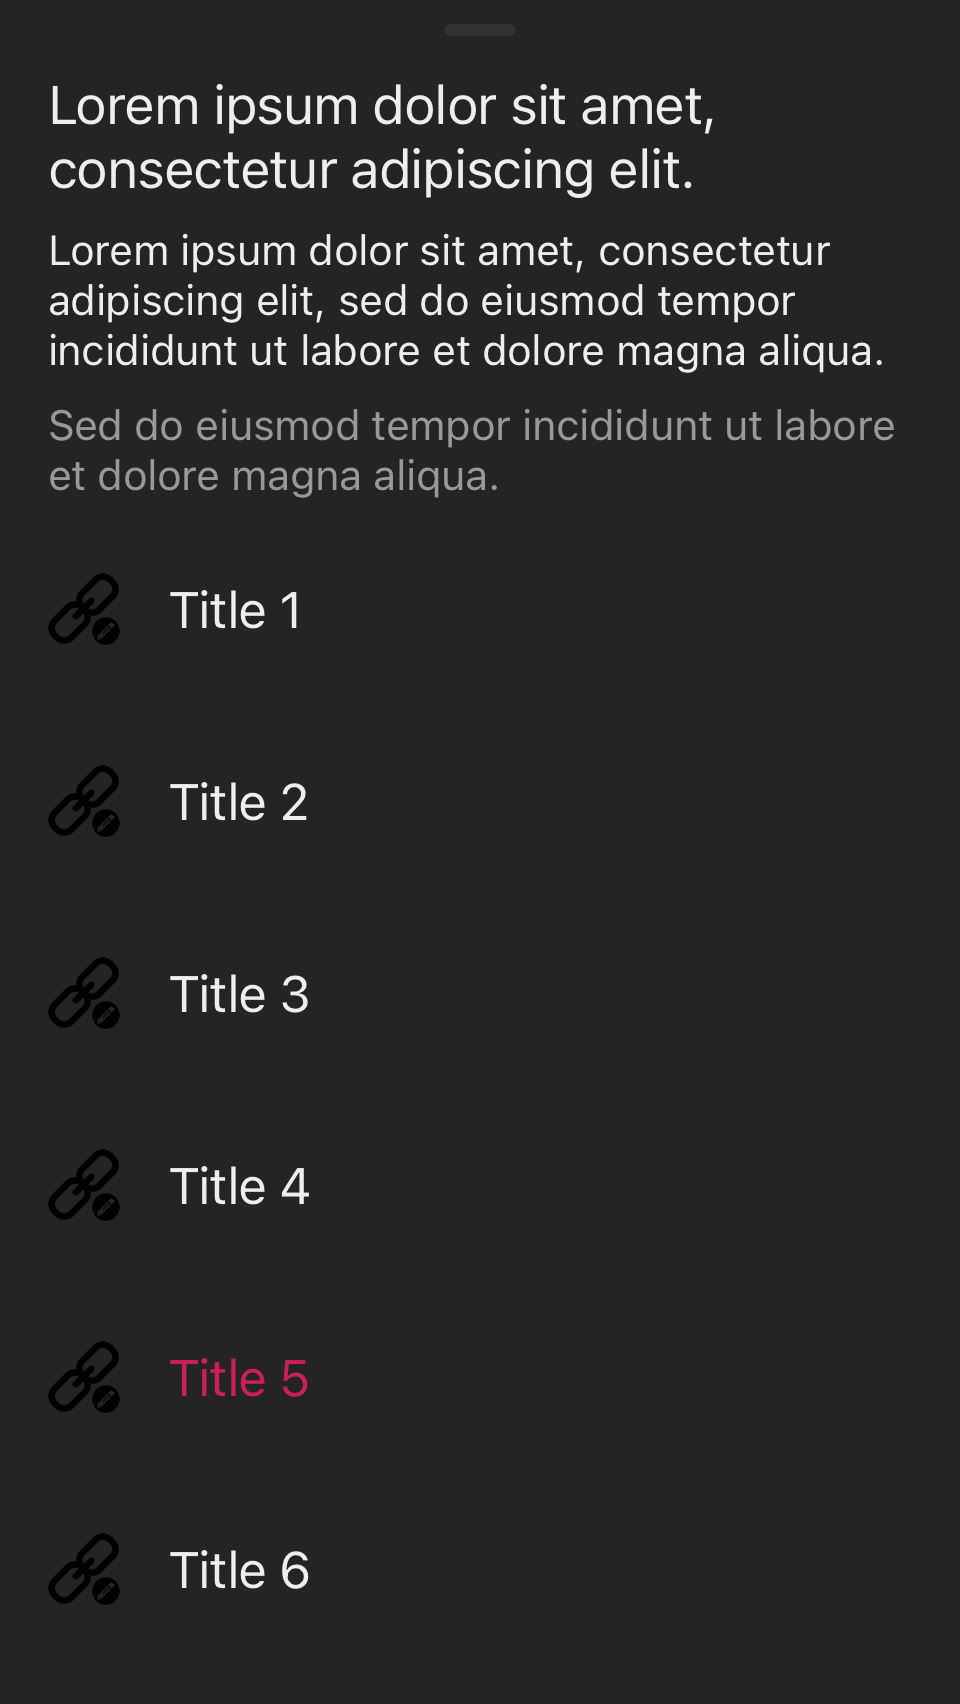 Lorem ipsum dolor sit amet,
consectetur adipiscing elit.
Lorem ipsum dolor sit amet, consectetur
adipiscing elit, sed do eiusmod tempor
incididunt ut labore et dolore magna aliqua.
Sed do eiusmod tempor incididunt ut labore
et dolore magna aliqua.
Title 1
Title 2
Title 3
Title 4
Title 5
Title 6